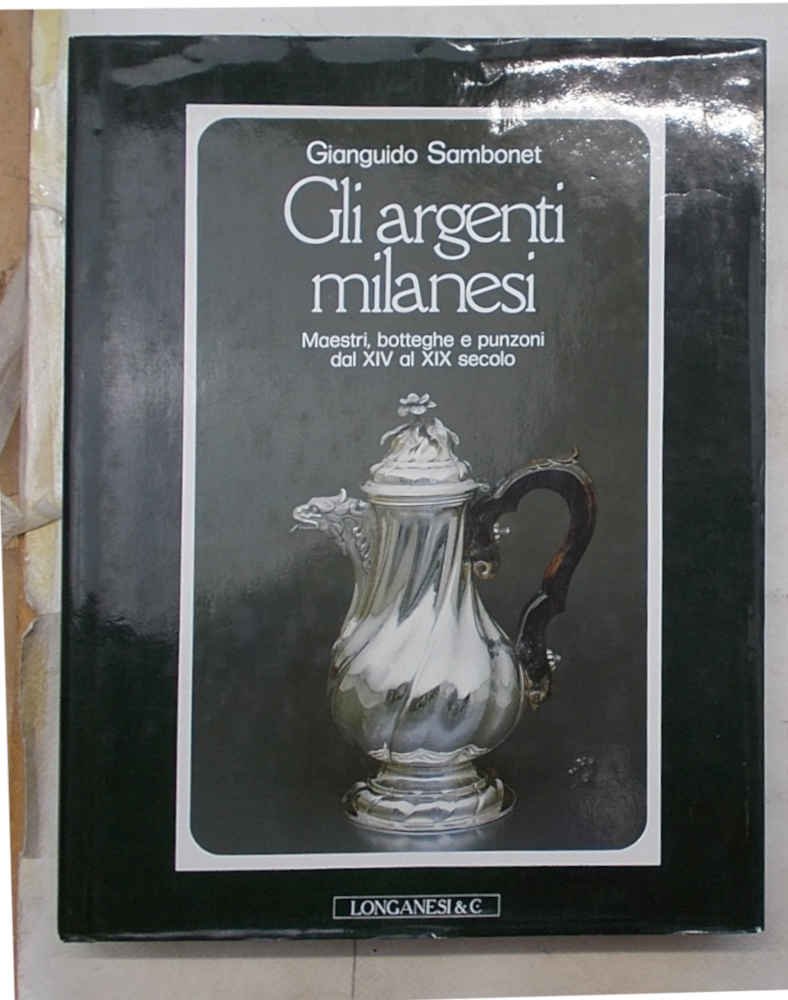 Gianguido Sambonet
Gli argenti
milanesi
Maestri, botteghe e punzoni
dal XIV al XIX secolo
LONGANESI & C.